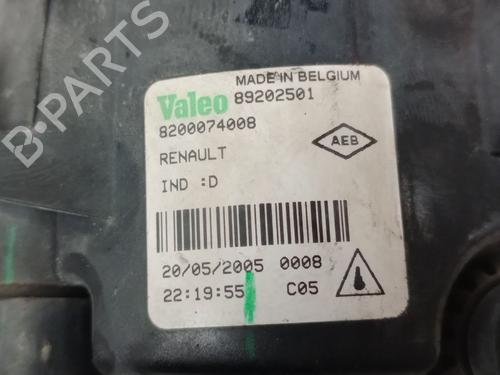 MADE IN BELGIUM
Valeo 89202501
8200074008
RENAULT
AEB
IND :D
20/05/2005 0008
22:19:55 C05
B-PARTS